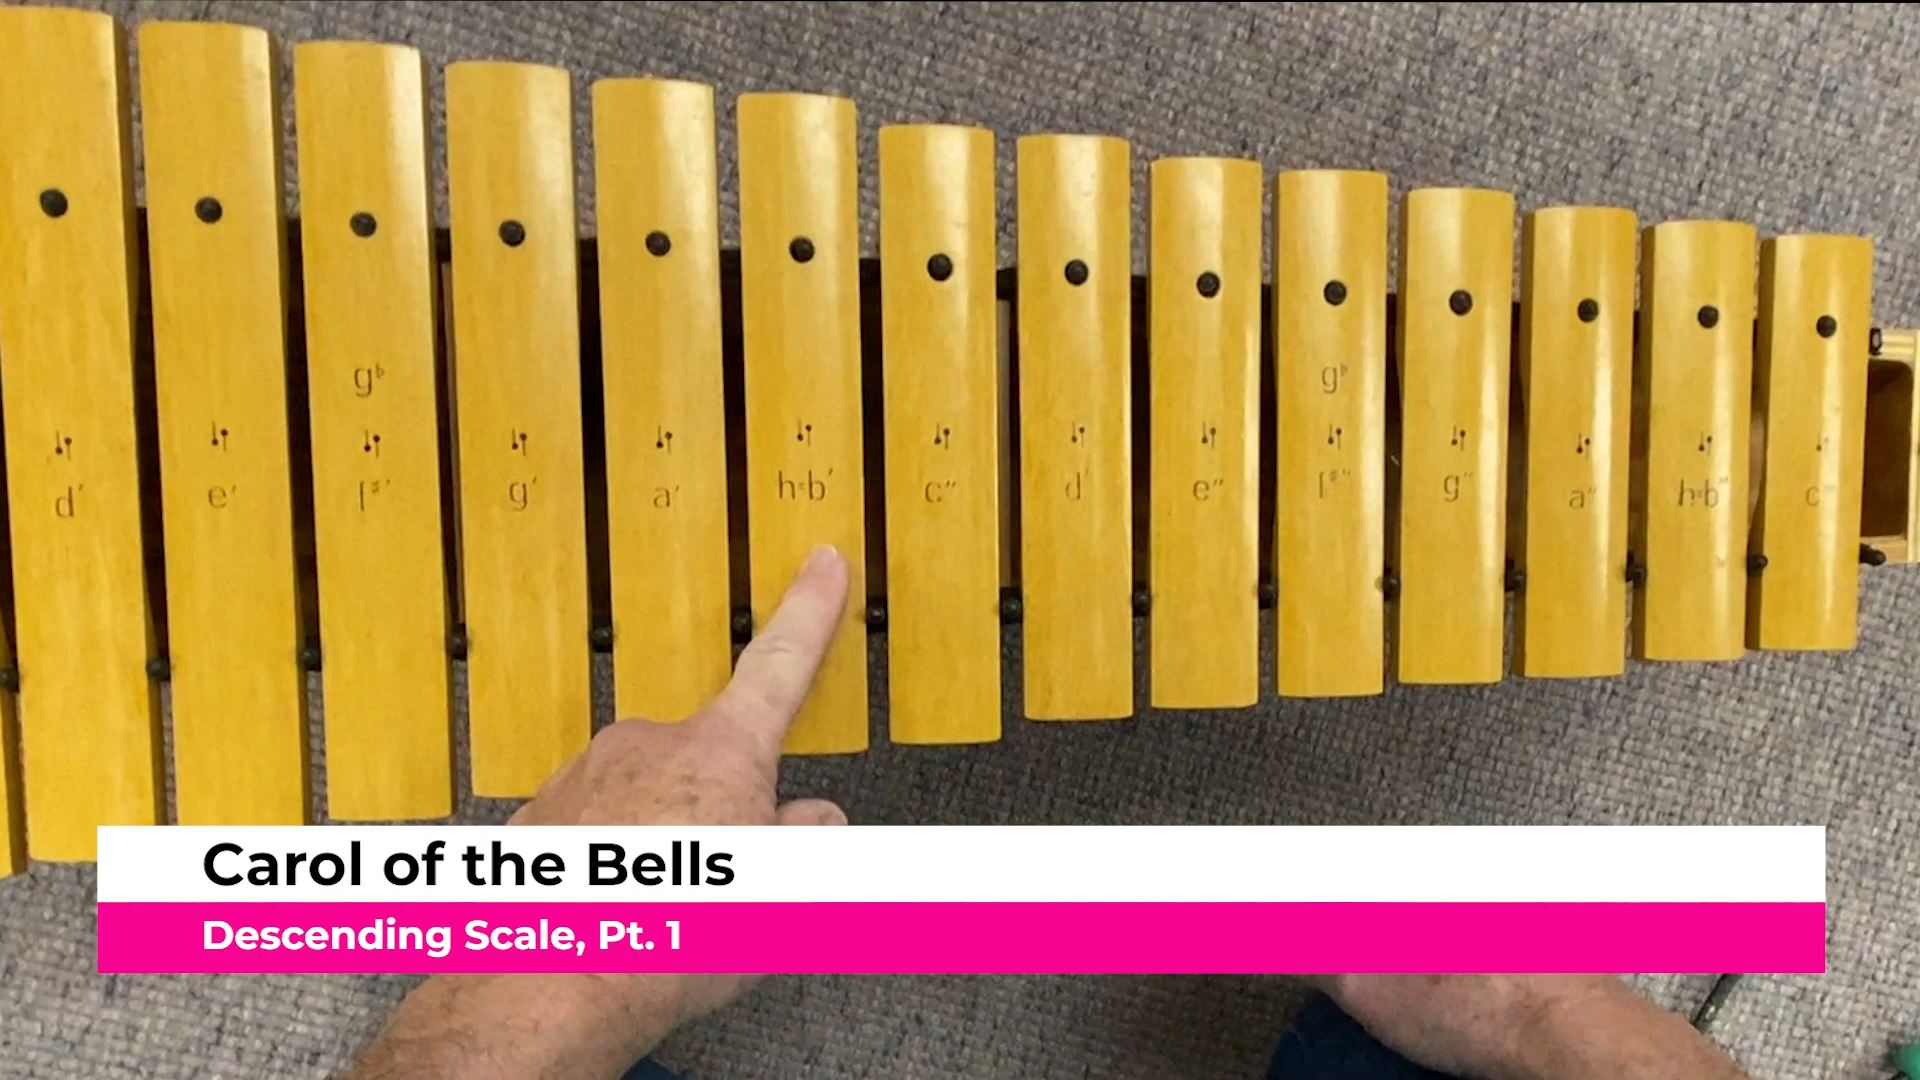 g♭
g♭
d′
e′
f♯′
g′
a′
h=b′
c″
d″
e″
f♯″
g″
a″
h=b″
c‴
Carol of the Bells
Descending Scale, Pt. 1